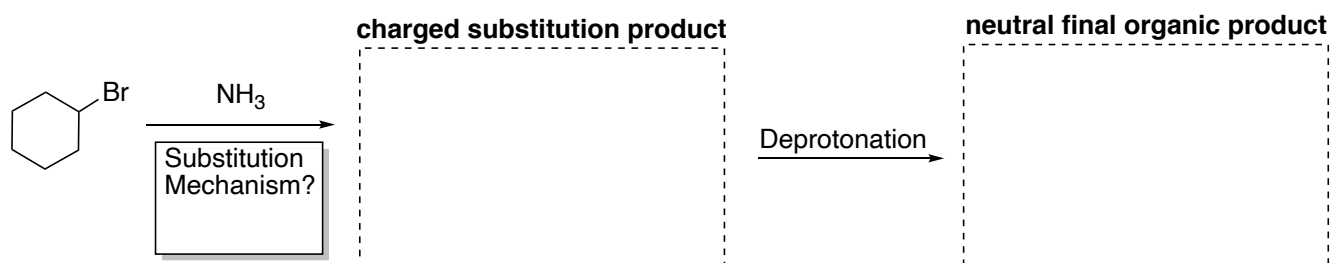 charged substitution product
neutral final organic product
Br
NH3
Deprotonation
Substitution
Mechanism?